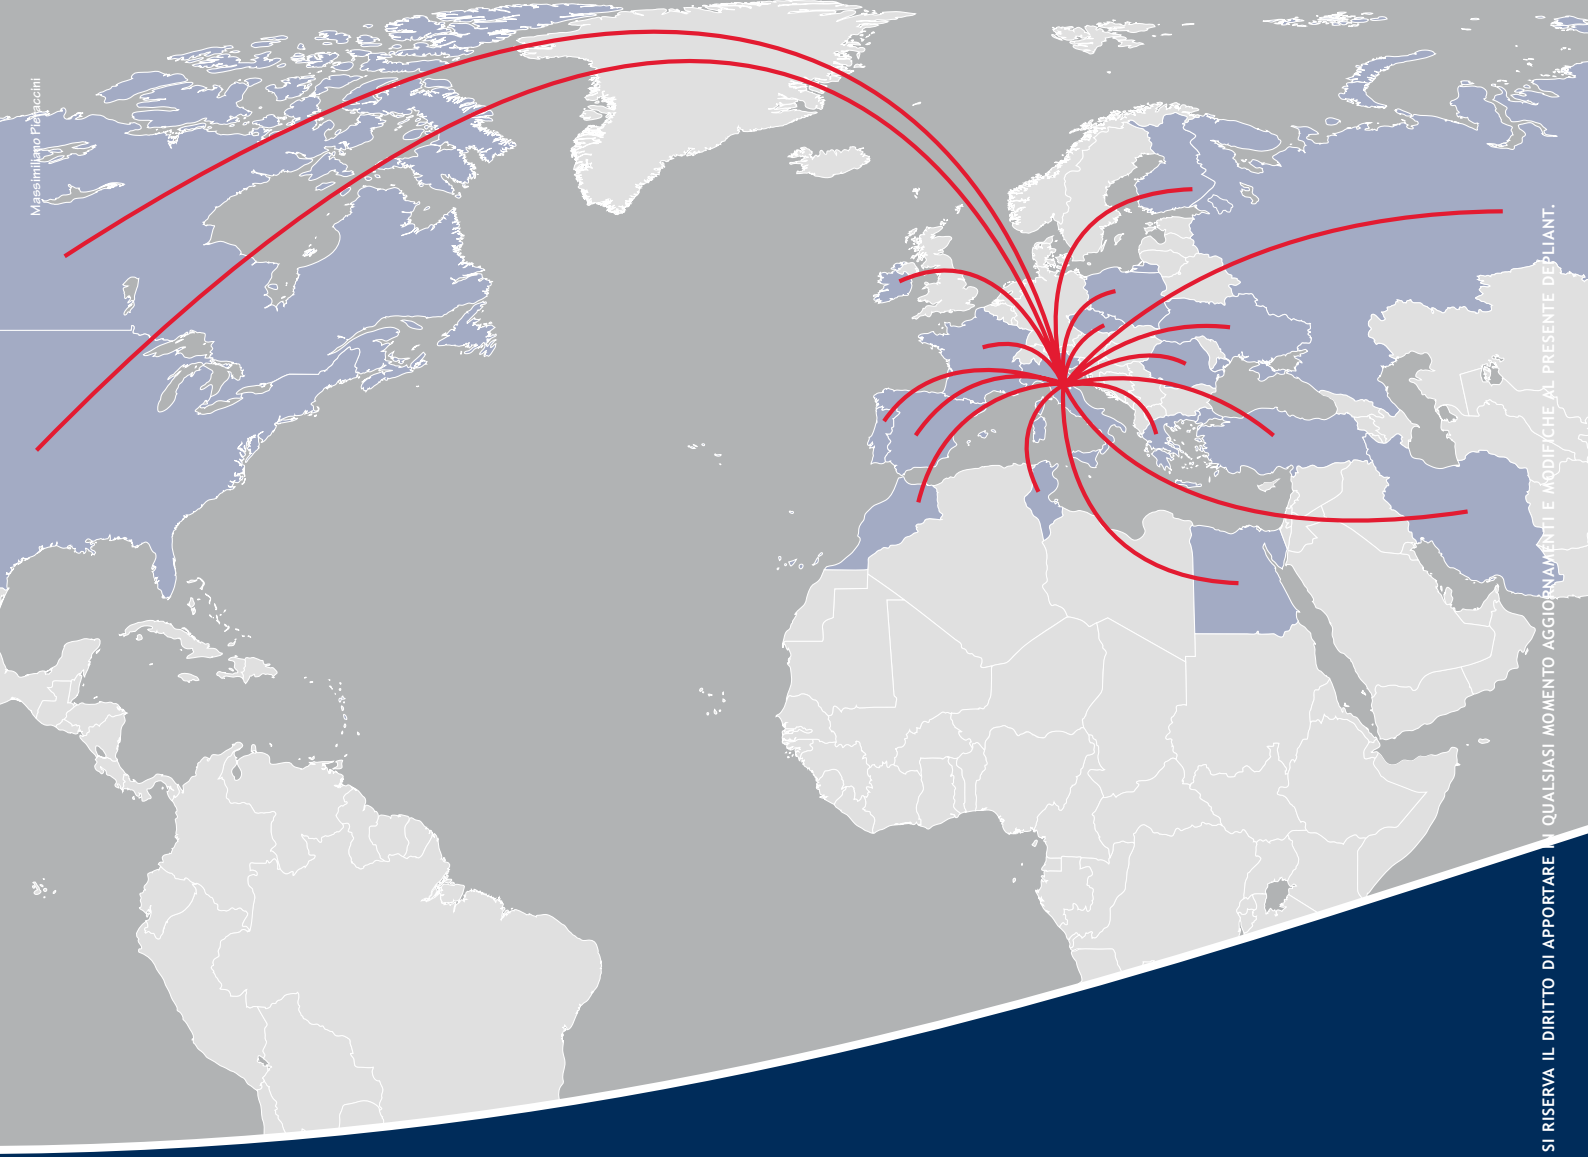 Massimiliano Pieraccini
SI RISERVA IL DIRITTO DI APPORTARE IN QUALSIASI MOMENTO AGGIORNAMENTI E MODIFICHE AL PRESENTE DEPLIANT.